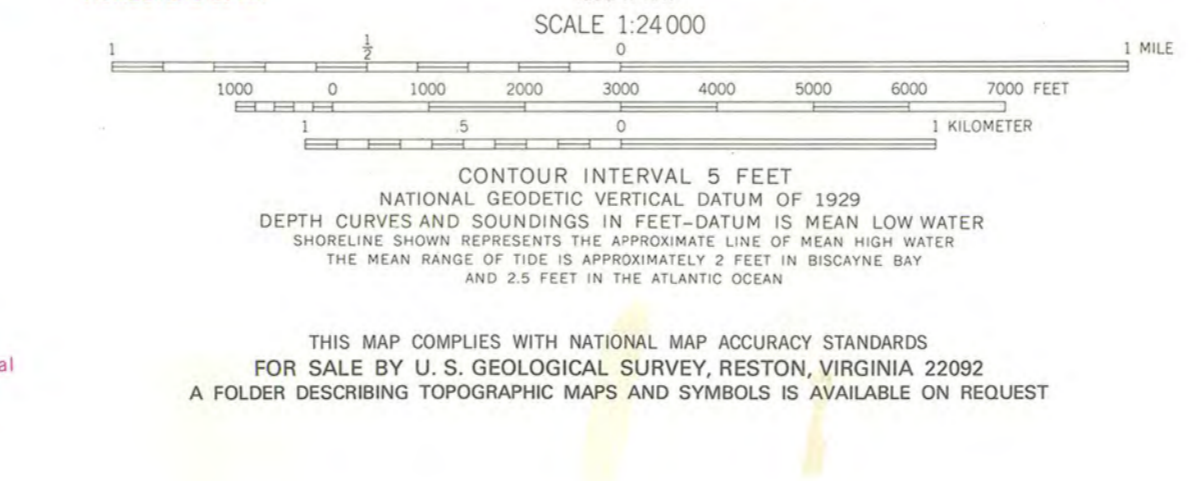 SCALE 1:24 000
1 ½ 0 1 MILE
1000 0 1000 2000 3000 4000 5000 6000 7000 FEET
1 .5 0 1 KILOMETER
CONTOUR INTERVAL 5 FEET
NATIONAL GEODETIC VERTICAL DATUM OF 1929
DEPTH CURVES AND SOUNDINGS IN FEET–DATUM IS MEAN LOW WATER
SHORELINE SHOWN REPRESENTS THE APPROXIMATE LINE OF MEAN HIGH WATER
THE MEAN RANGE OF TIDE IS APPROXIMATELY 2 FEET IN BISCAYNE BAY
AND 2.5 FEET IN THE ATLANTIC OCEAN
THIS MAP COMPLIES WITH NATIONAL MAP ACCURACY STANDARDS
al
FOR SALE BY U. S. GEOLOGICAL SURVEY, RESTON, VIRGINIA 22092
A FOLDER DESCRIBING TOPOGRAPHIC MAPS AND SYMBOLS IS AVAILABLE ON REQUEST